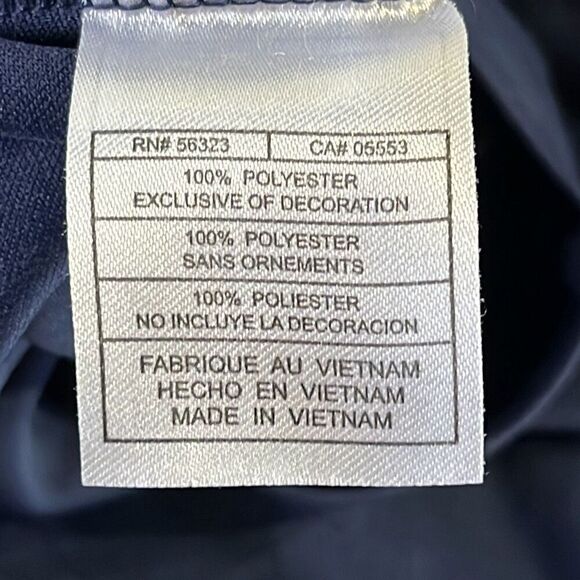 RN# 56323 CA# 05553
100% POLYESTER
EXCLUSIVE OF DECORATION
100% POLYESTER
SANS ORNEMENTS
100% POLIESTER
NO INCLUYE LA DECORACION
FABRIQUE AU VIETNAM
HECHO EN VIETNAM
MADE IN VIETNAM